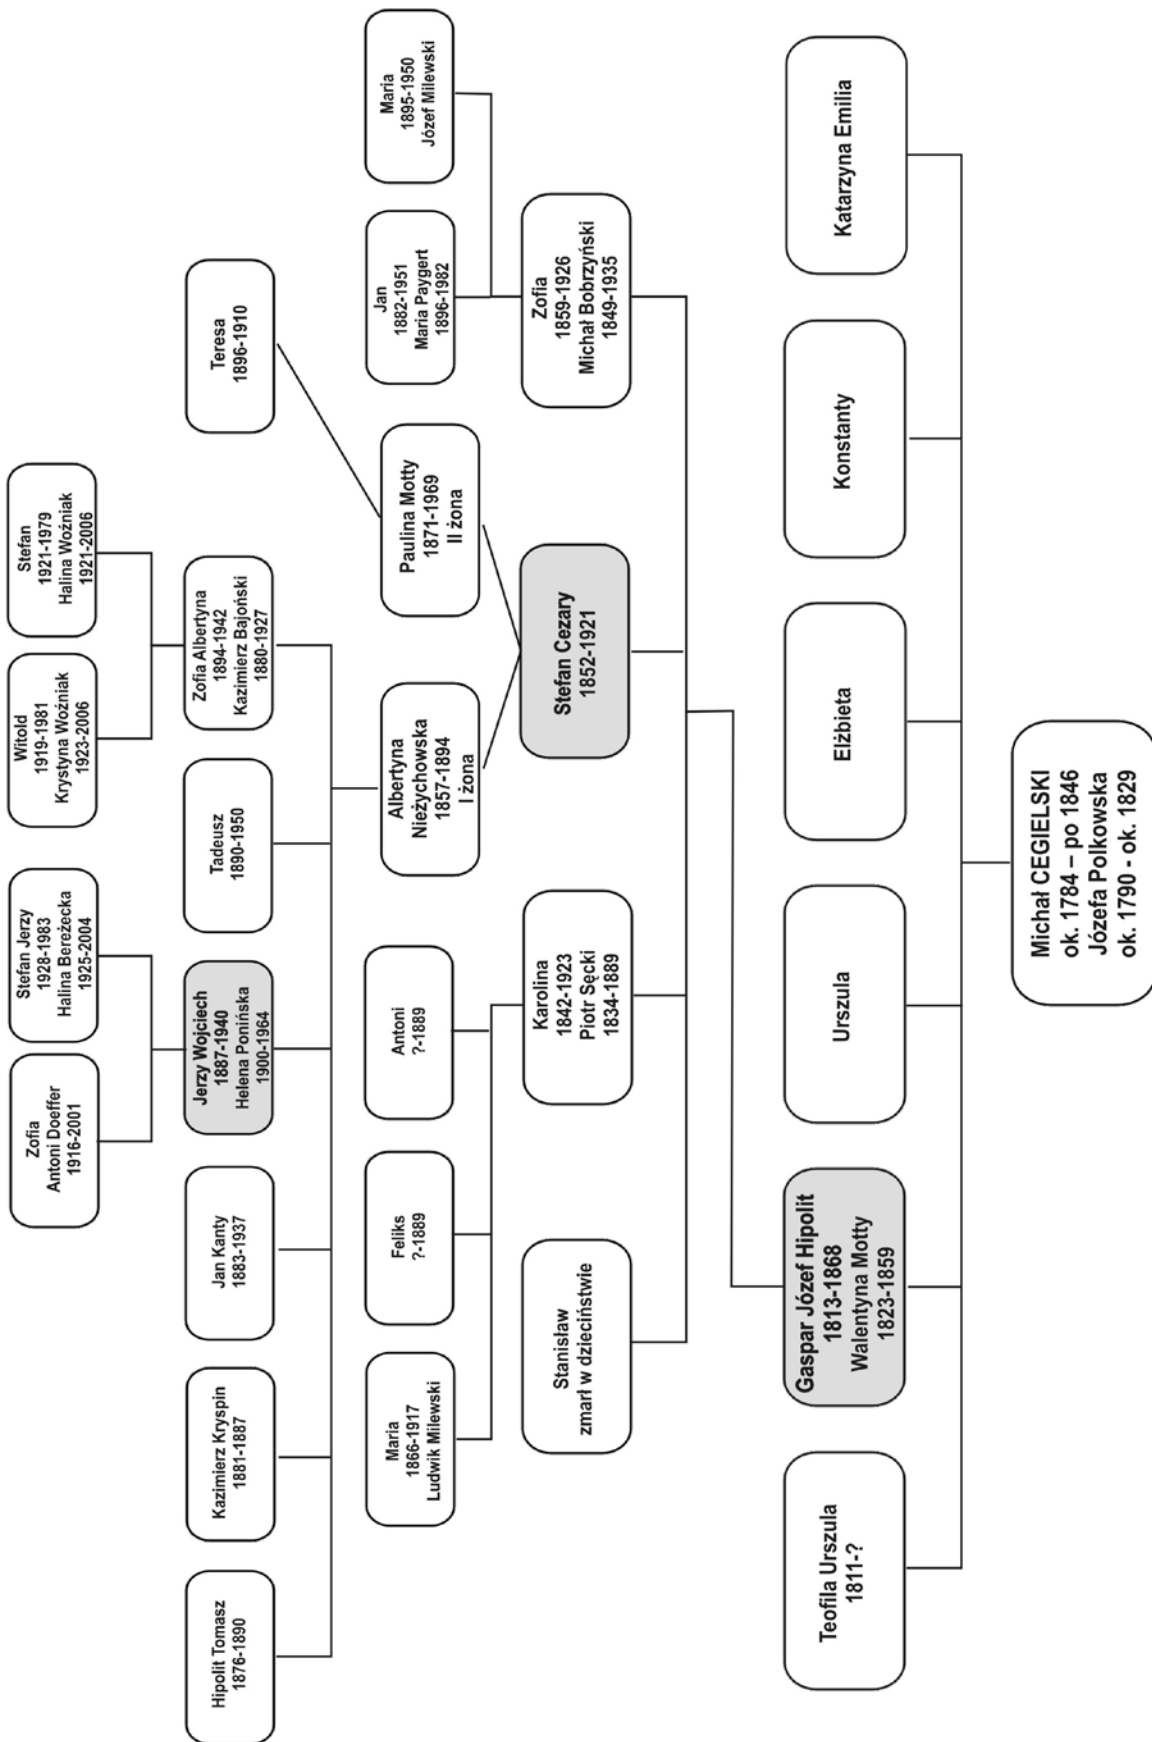 Zofia
Antoni Doeffer
1916-2001
Stefan Jerzy
1928-1983
Halina Bereżecka
1925-2004
Witold
1919-1981
Krystyna Woźniak
1923-2006
Stefan
1921-1979
Halina Woźniak
1921-2006
Hipolit Tomasz
1876-1890
Kazimierz Kryspin
1881-1887
Jan Kanty
1883-1937
Jerzy Wojciech
1887-1940
Helena Ponińska
1900-1964
Tadeusz
1890-1950
Zofia Albertyna
1894-1942
Kazimierz Bajoński
1880-1927
Teresa
1896-1910
Maria
1866-1917
Ludwik Milewski
Feliks
?-1889
Antoni
?-1889
Albertyna
Nieżychowska
1857-1894
I żona
Paulina Motty
1871-1969
II żona
Jan
1882-1951
Maria Paygert
1896-1982
Maria
1895-1950
Józef Milewski
Stanisław
zmarł w dzieciństwie
Karolina
1842-1923
Piotr Sęcki
1834-1889
Stefan Cezary
1852-1921
Zofia
1859-1926
Michał Bobrzyński
1849-1935
Teofila Urszula
1811-?
Gaspar Józef Hipolit
1813-1868
Walentyna Motty
1823-1859
Urszula
Elżbieta
Konstanty
Katarzyna Emilia
Michał CEGIELSKI
ok. 1784 – po 1846
Józefa Polkowska
ok. 1790 - ok. 1829